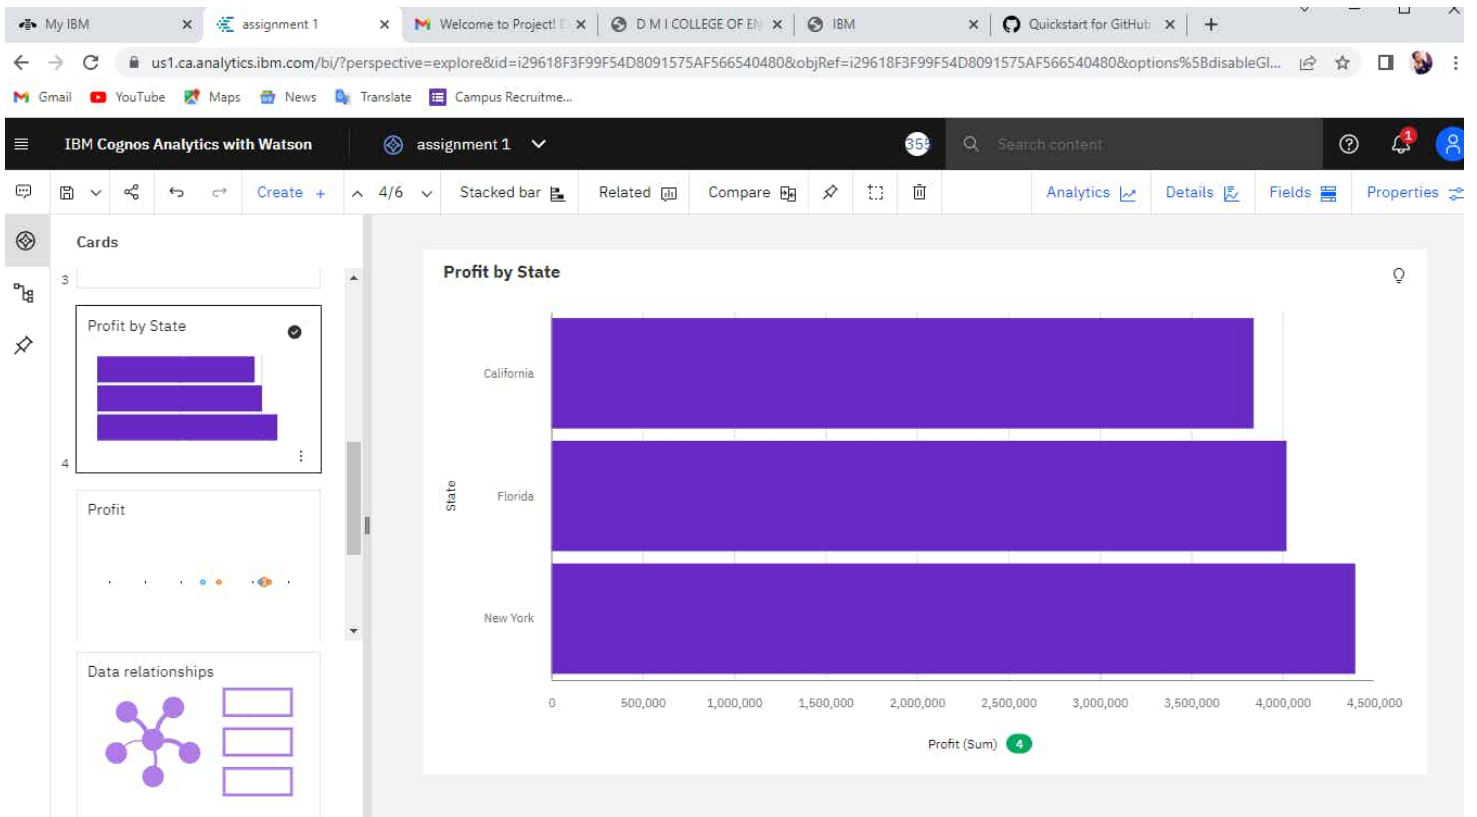 My IBM
assignment 1
Welcome to Project!
D M I COLLEGE OF EN
IBM
Quickstart for GitHub
us1.ca.analytics.ibm.com/bi/?perspective=explore&id=i29618F3F99F54D8091575AF566540480&objRef=i29618F3F99F54D8091575AF566540480&options%5BdisableGl...
Gmail YouTube Maps News Translate Campus Recruitme...
IBM Cognos Analytics with Watson
assignment 1
Search content
1
Create +
4/6
Stacked bar
Related
Compare
Analytics
Details
Fields
Properties
Cards
3
Profit by State
4
Profit
Data relationships
Profit by State
State
California
Florida
New York
0 500,000 1,000,000 1,500,000 2,000,000 2,500,000 3,000,000 3,500,000 4,000,000 4,500,000
Profit (Sum) 4